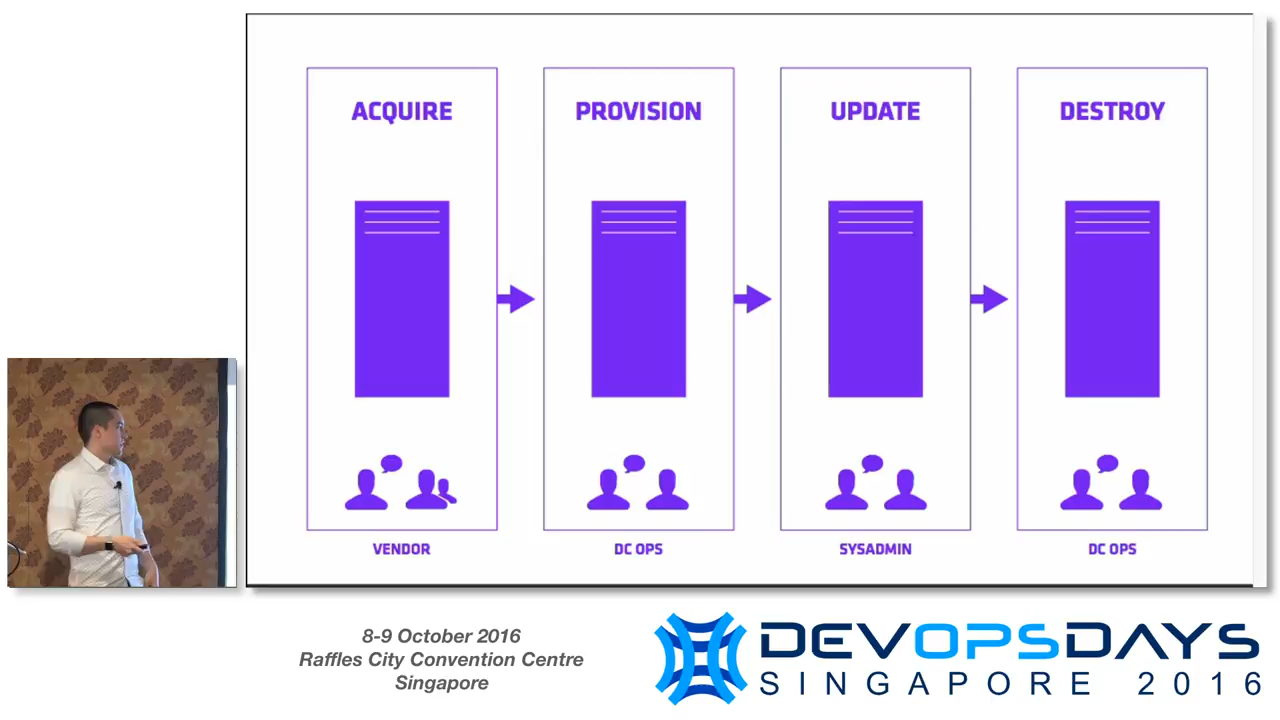 ACQUIRE
PROVISION
UPDATE
DESTROY
VENDOR
DC OPS
SYSADMIN
DC OPS
8-9 October 2016
Raffles City Convention Centre
Singapore
DEVOPSDAYS
SINGAPORE 2016